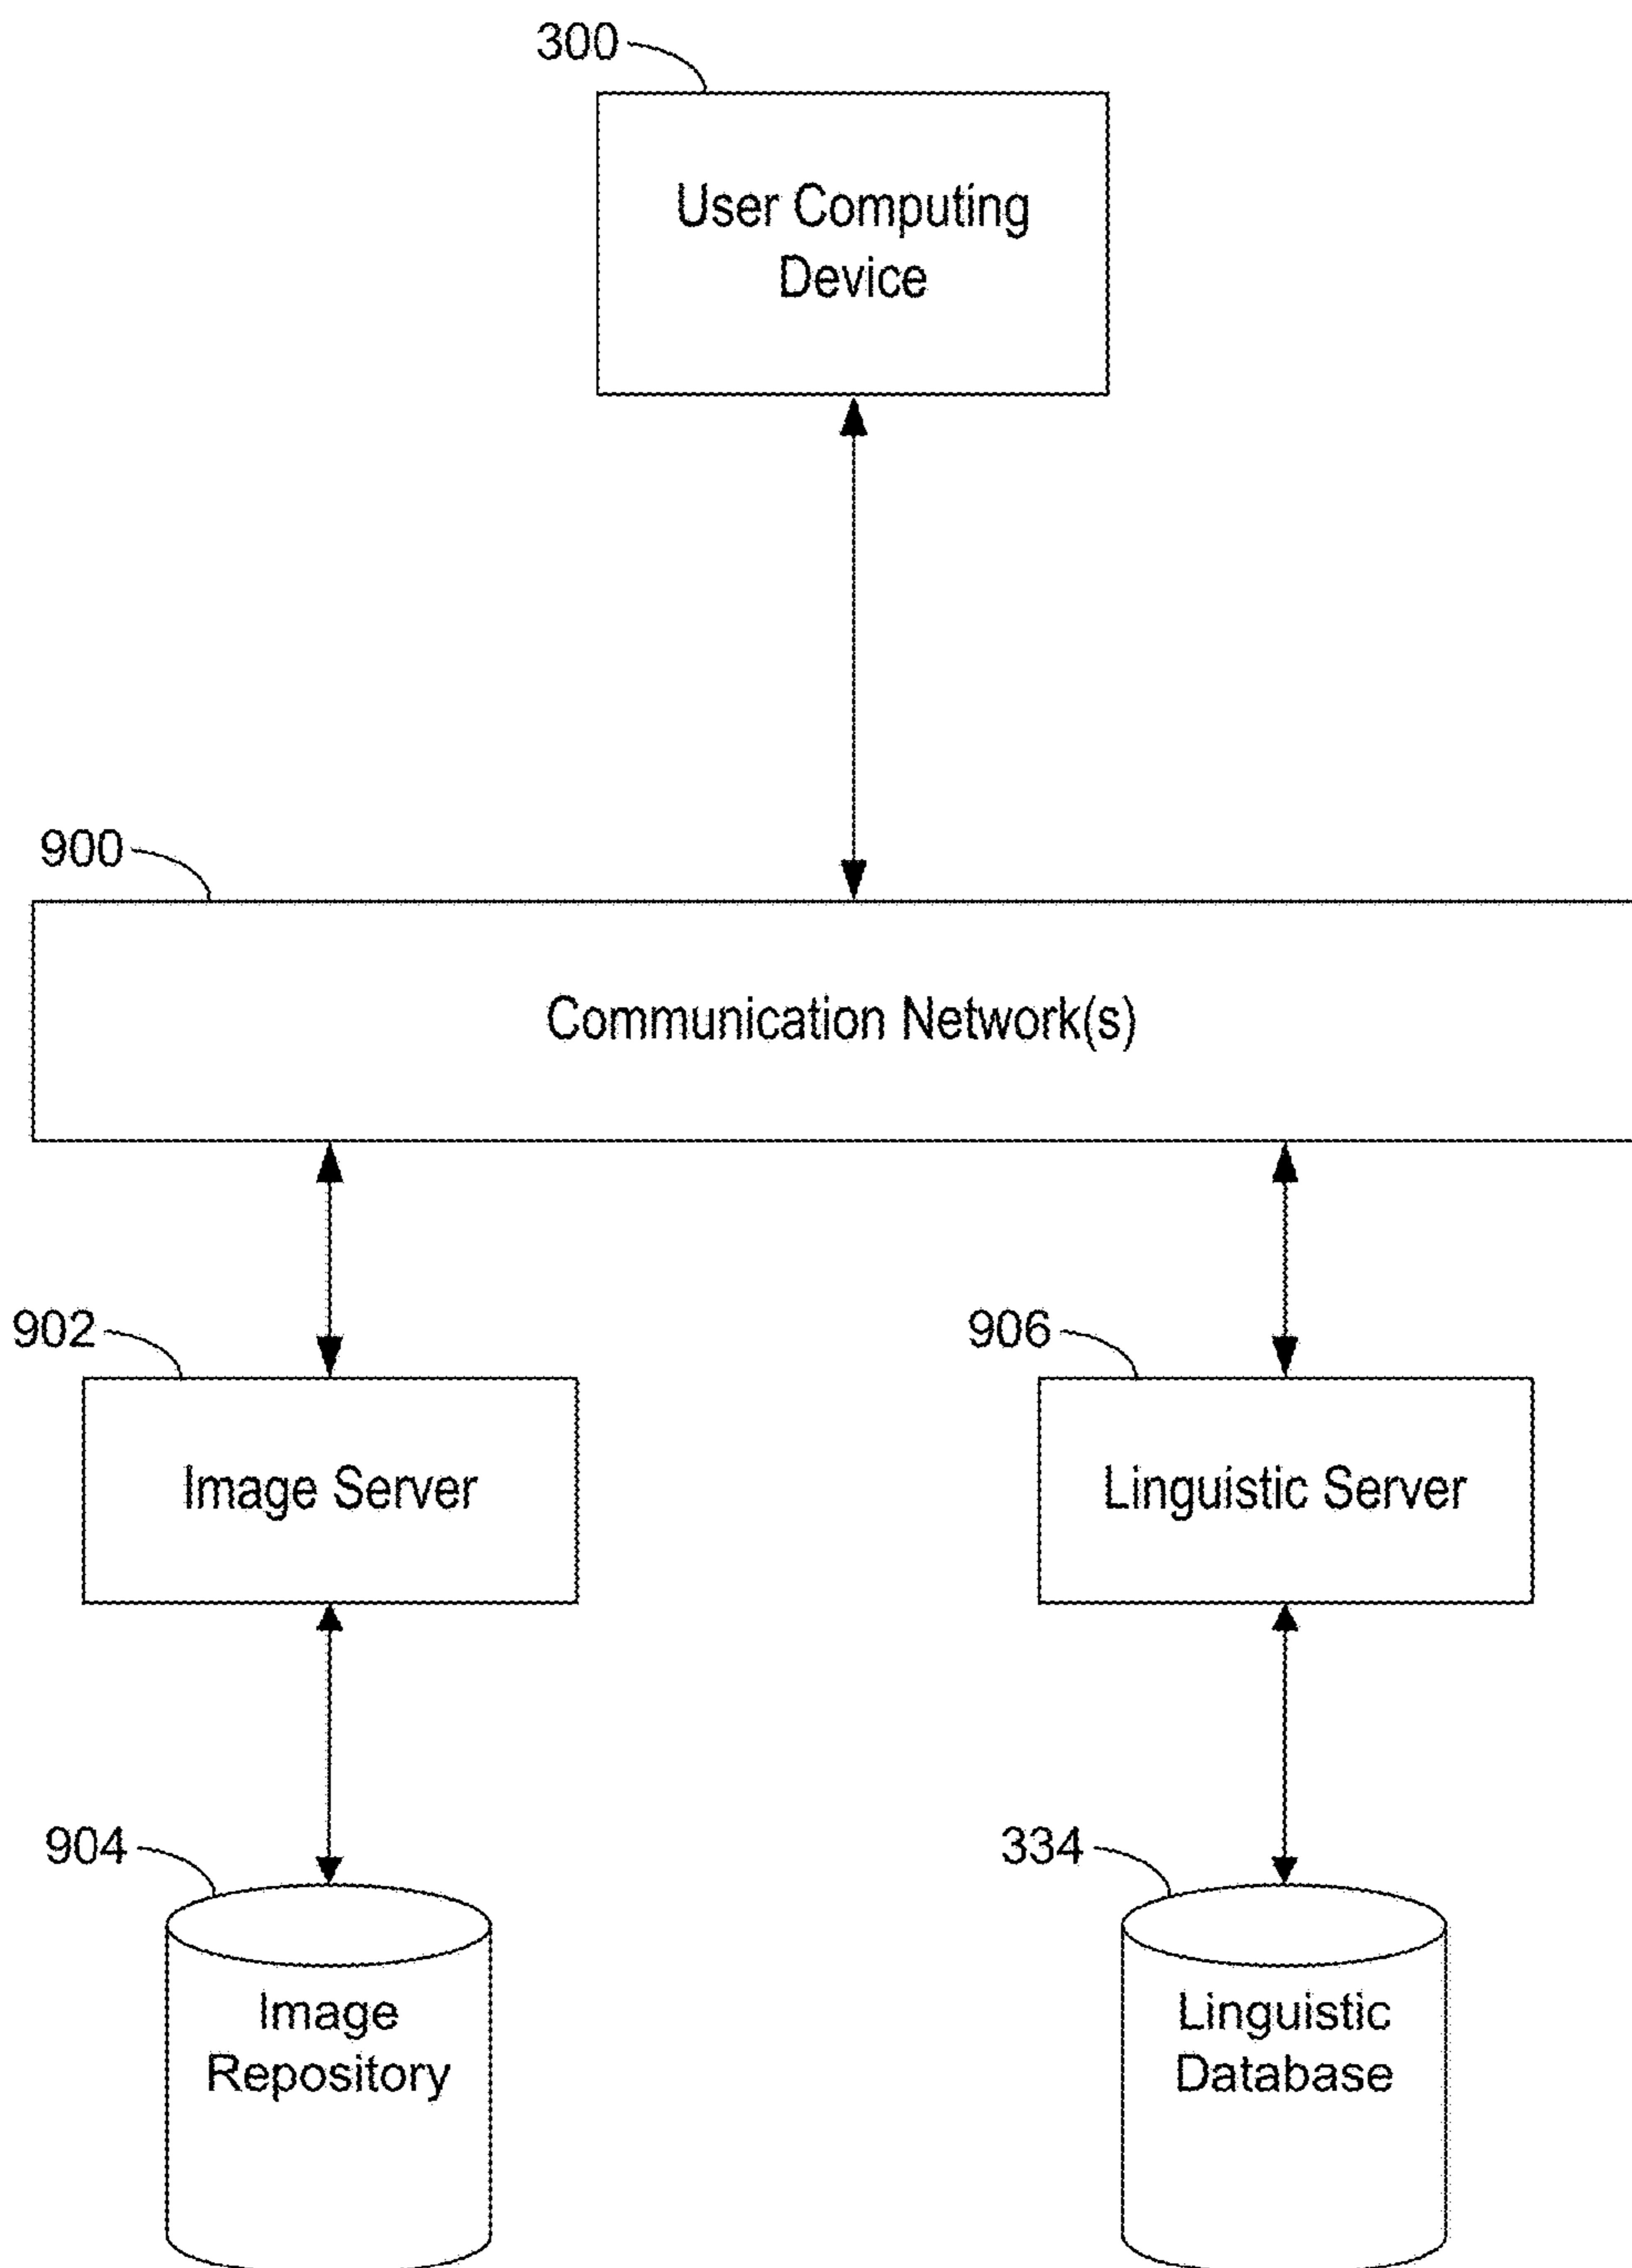 300
User Computing
Device
900
Communication Network(s)
902
906
Image Server
Linguistic Server
904
334
Image
Repository
Linguistic
Database